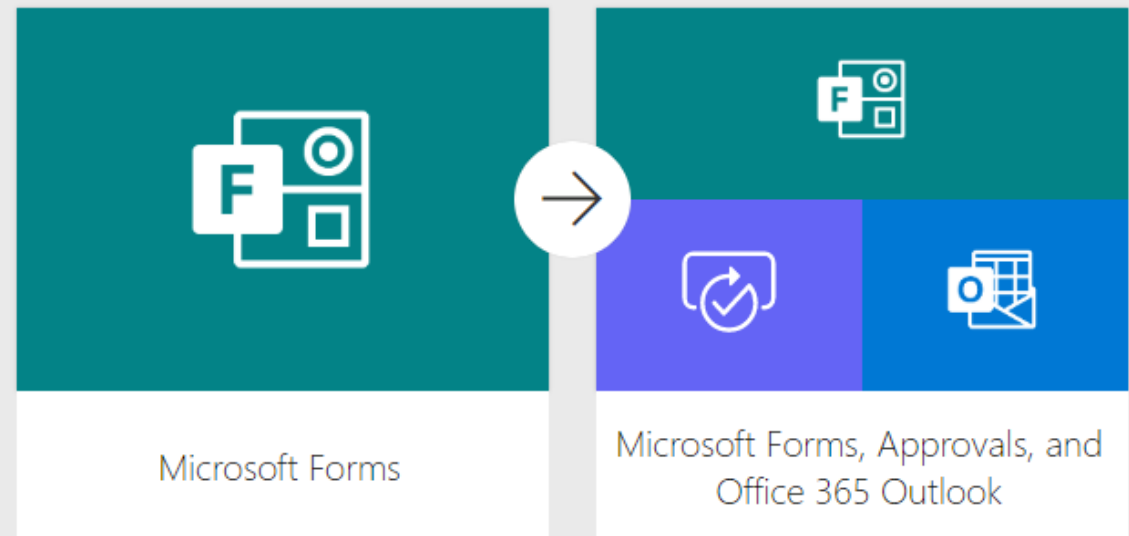 F
F
O
Microsoft Forms
Microsoft Forms, Approvals, and
Office 365 Outlook